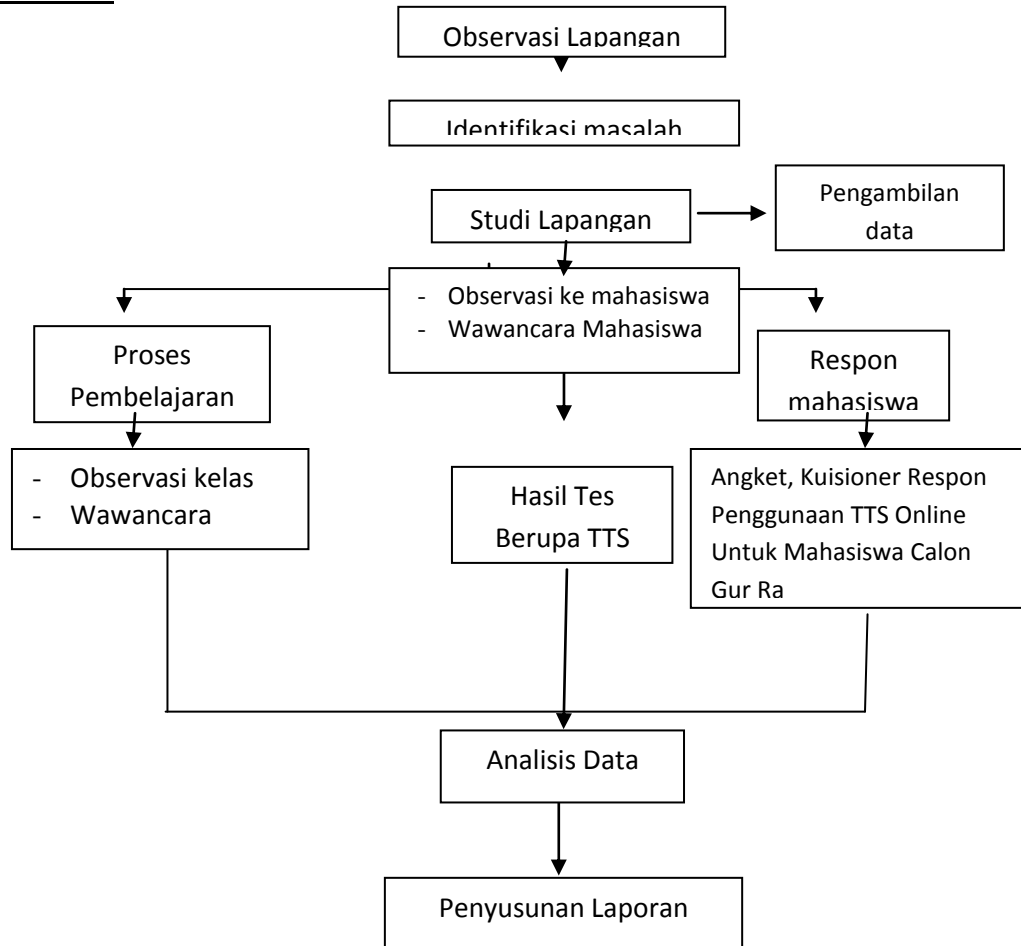 Observasi Lapangan
Identifikasi masalah
Studi Lapangan
Pengambilan
data
- Observasi ke mahasiswa
- Wawancara Mahasiswa
Proses
Pembelajaran
Respon
mahasiswa
- Observasi kelas
- Wawancara
Hasil Tes
Berupa TTS
Angket, Kuisioner Respon
Penggunaan TTS Online
Untuk Mahasiswa Calon
Gur Ra
Analisis Data
Penyusunan Laporan